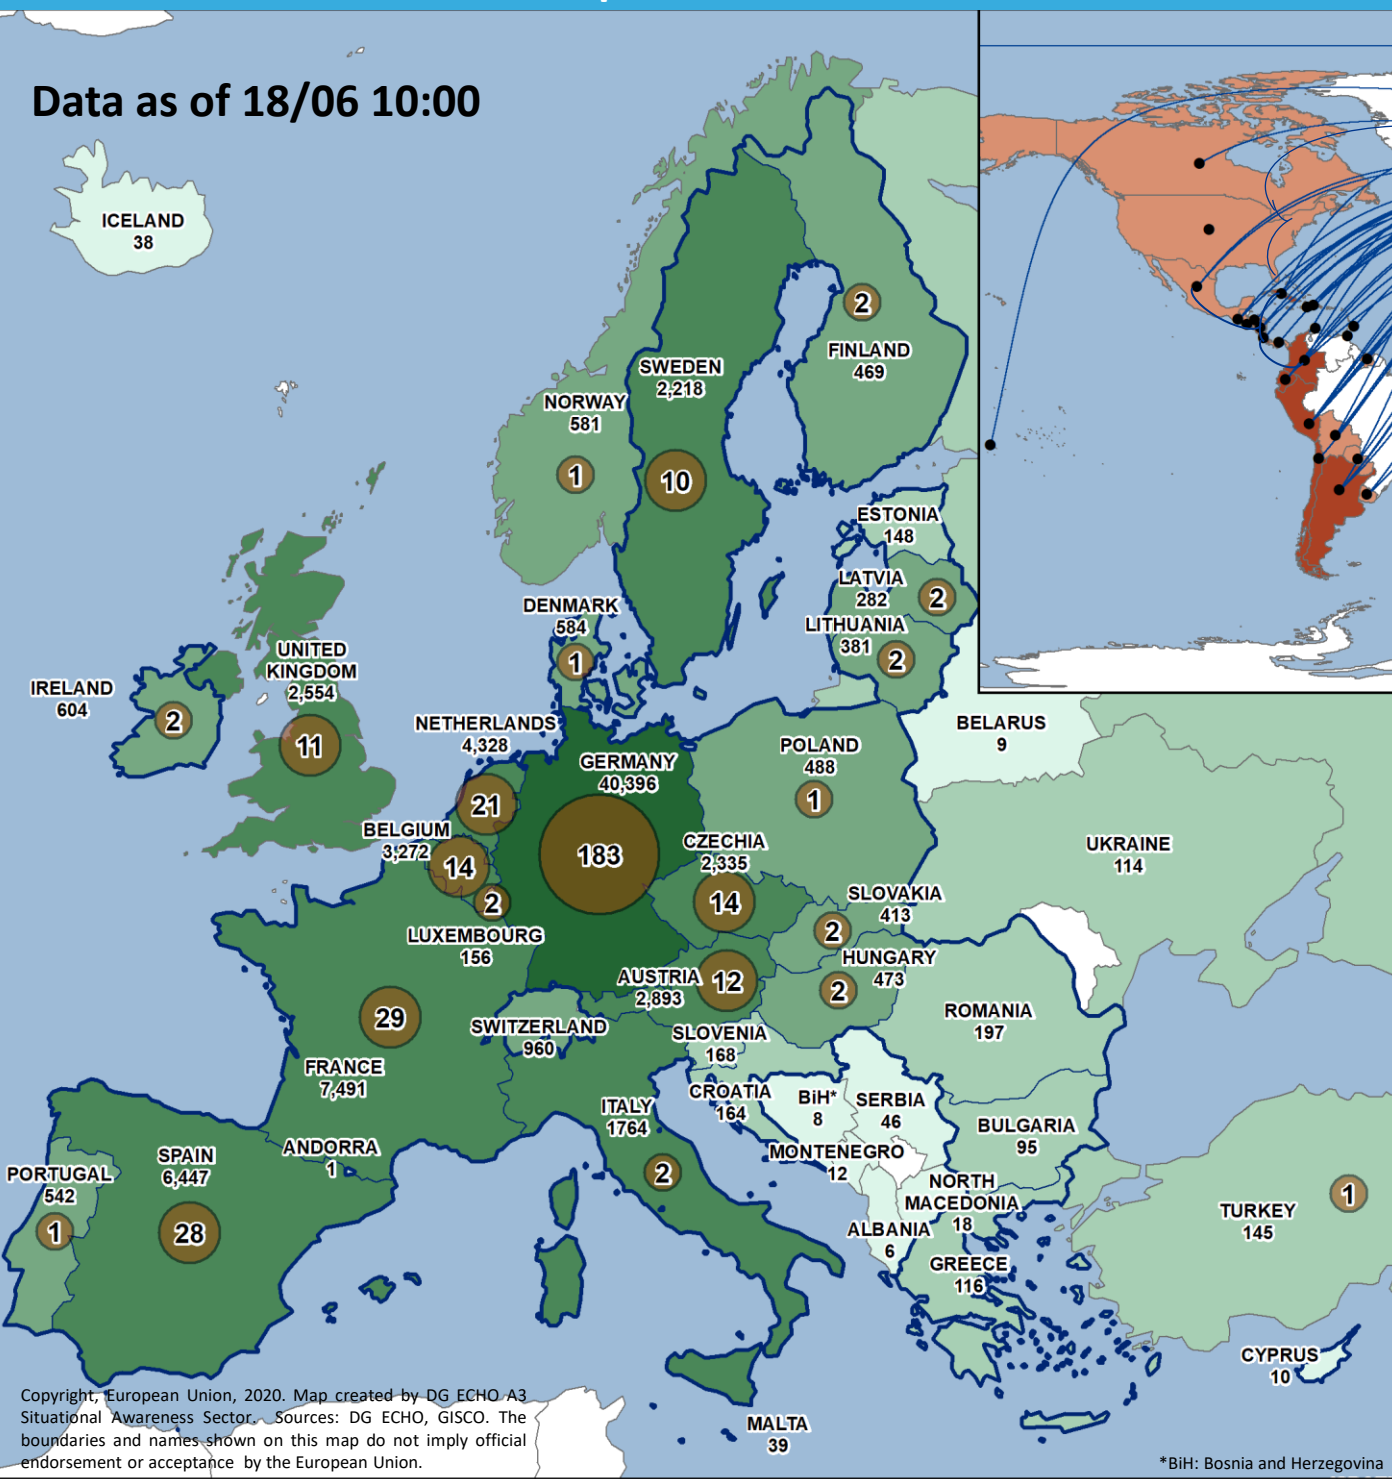 Data as of 18/06 10:00
ICELAND
38
2
FINLAND
469
SWEDEN
2,218
10
NORWAY
581
1
ESTONIA
148
LATVIA
282
2
LITHUANIA
381
2
DENMARK
584
1
UNITED
KINGDOM
2,554
11
IRELAND
604
2
NETHERLANDS
4,328
21
GERMANY
40,396
183
POLAND
488
1
BELARUS
9
UKRAINE
114
BELGIUM
3,272
14
2
LUXEMBOURG
156
CZECHIA
2,335
14
SLOVAKIA
413
2
HUNGARY
473
2
AUSTRIA
2,893
12
29
FRANCE
7,491
SWITZERLAND
960
SLOVENIA
168
ROMANIA
197
CROATIA
164
BiH*
8
SERBIA
46
BULGARIA
95
ITALY
1764
2
MONTENEGRO
12
ANDORRA
1
SPAIN
6,447
28
PORTUGAL
542
1
NORTH
MACEDONIA
18
ALBANIA
6
GREECE
116
TURKEY
145
1
CYPRUS
10
MALTA
39
Copyright, European Union, 2020. Map created by DG ECHO A3
Situational Awareness Sector. Sources: DG ECHO, GISCO. The
boundaries and names shown on this map do not imply official
endorsement or acceptance by the European Union.
*BiH: Bosnia and Herzegovina